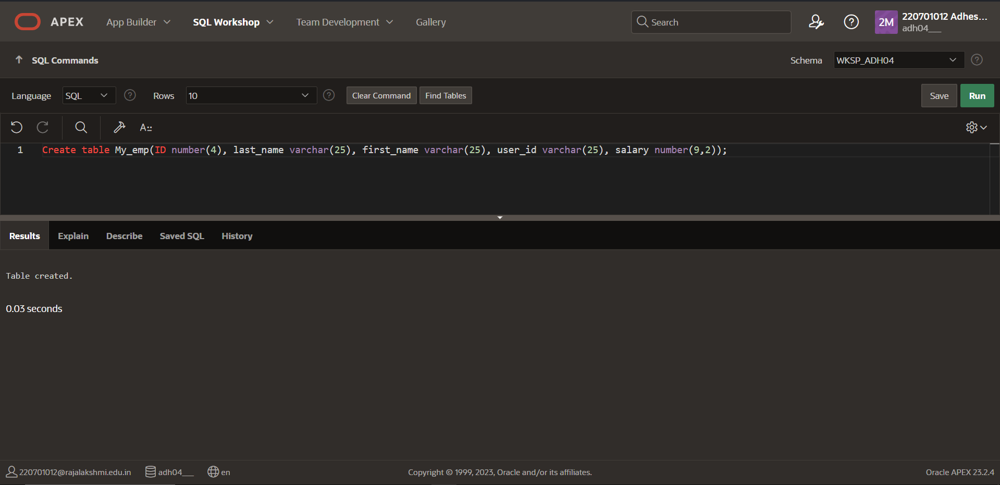 APEX App Builder SQL Workshop Team Development Gallery Search 2M 220701012 Adhes...
adh04___
SQL Commands Schema WKSP_ADH04
Language SQL Rows 10 Clear Command Find Tables Save Run
A::
1 Create table My_emp(ID number(4), last_name varchar(25), first_name varchar(25), user_id varchar(25), salary number(9,2));
Results Explain Describe Saved SQL History
Table created.
0.03 seconds
220701012@rajalakshmi.edu.in adh04___ en Copyright © 1999, 2023, Oracle and/or its affiliates. Oracle APEX 23.2.4